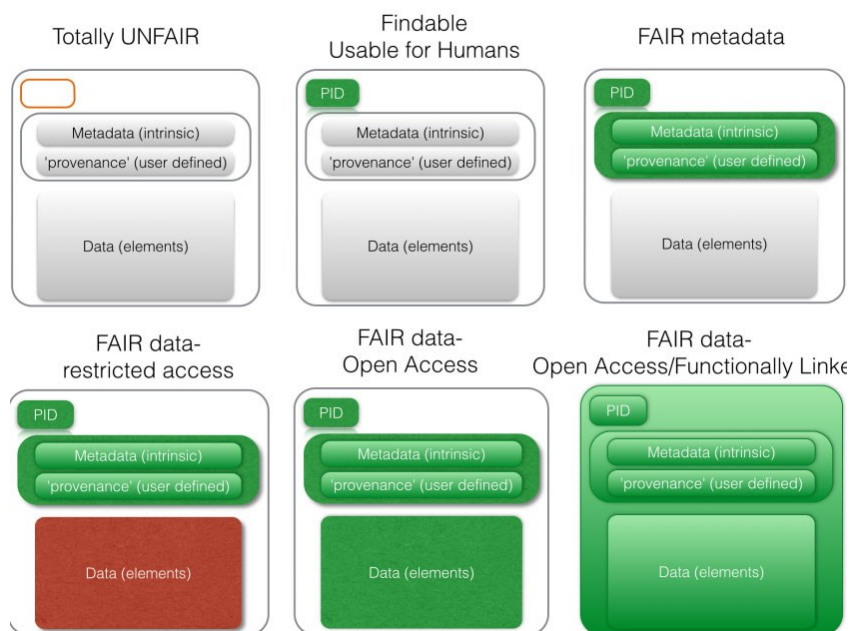 Totally UNFAIR
Metadata (intrinsic)
'provenance' (user defined)
Data (elements)
Findable
Usable for Humans
PID
Metadata (intrinsic)
'provenance' (user defined)
Data (elements)
FAIR metadata
PID
Metadata (intrinsic)
'provenance' (user defined)
Data (elements)
FAIR data-
restricted access
PID
Metadata (intrinsic)
'provenance' (user defined)
Data (elements)
FAIR data-
Open Access
PID
Metadata (intrinsic)
'provenance' (user defined)
Data (elements)
FAIR data-
Open Access/Functionally Linke
PID
Metadata (intrinsic)
'provenance' (user defined)
Data (elements)